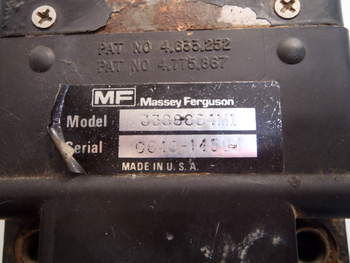 PAT NO 4,655,252
PAT NO 4,775,867
MF Massey Ferguson
Model
Serial
MADE IN U.S.A.